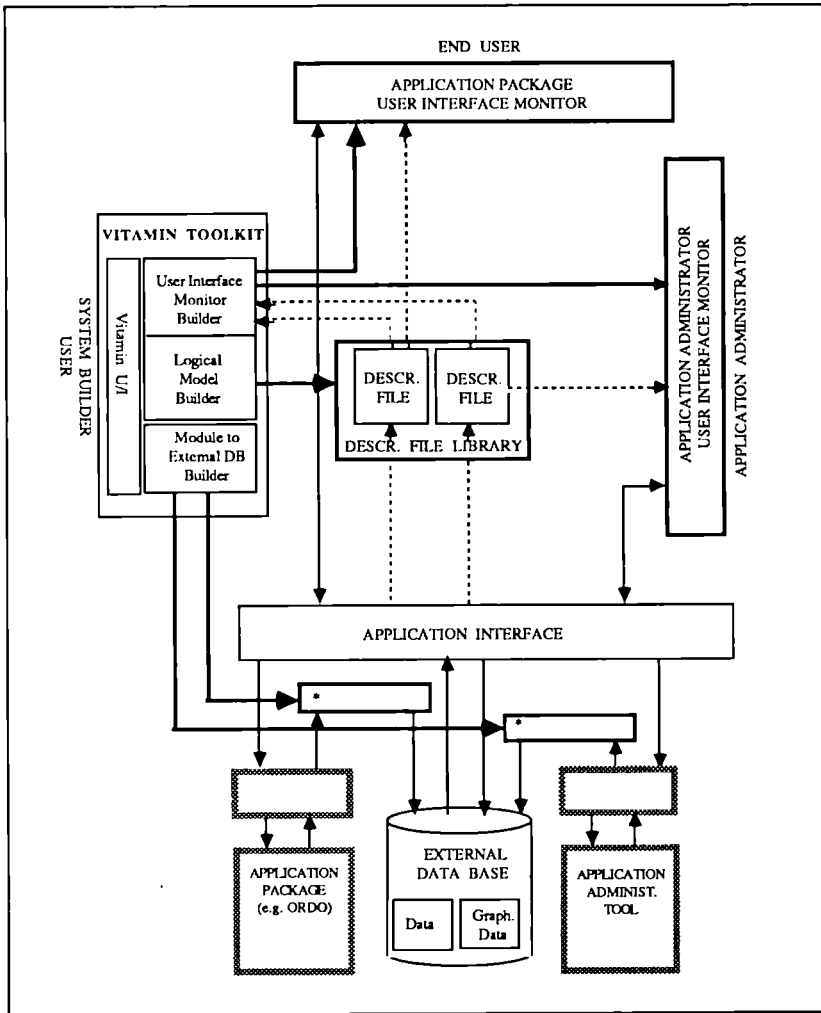 END USER
APPLICATION PACKAGE
USER INTERFACE MONITOR
VITAMIN TOOLKIT
SYSTEM BUILDER
USER
Vitamin U/I
User Interface
Monitor
Builder
Logical
Model
Builder
Module to
External DB
Builder
DESCR.
FILE
DESCR.
FILE
DESCR. FILE LIBRARY
APPLICATION ADMINISTRATOR
USER INTERFACE MONITOR
APPLICATION ADMINISTRATOR
APPLICATION INTERFACE
*
*
APPLICATION
PACKAGE
(e.g. ORDO)
EXTERNAL
DATA BASE
Data
Graph.
Data
APPLICATION
ADMINIST.
TOOL